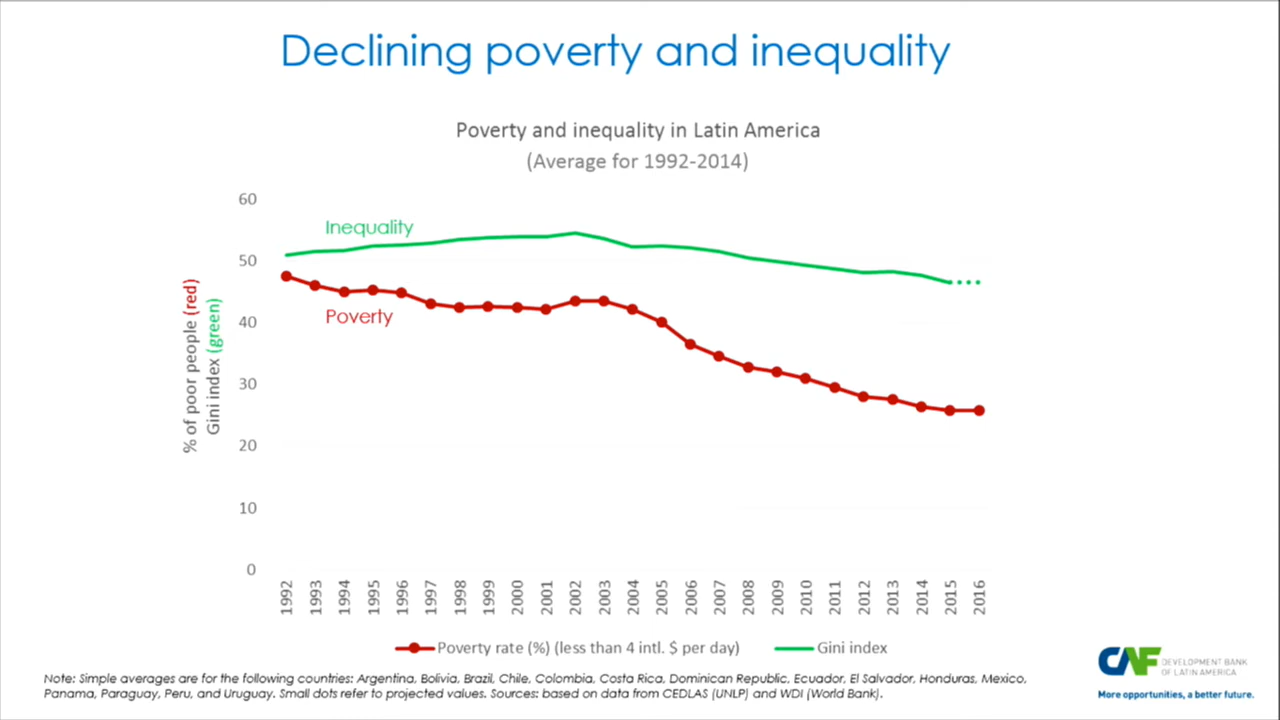 Declining poverty and inequality
Poverty and inequality in Latin America
(Average for 1992-2014)
% of poor people (red)
Gini index (green)
60
50
40
30
20
10
0
Inequality
Poverty
1992
1993
1994
1995
1996
1997
1998
1999
2000
2001
2002
2003
2004
2005
2006
2007
2008
2009
2010
2011
2012
2013
2014
2015
2016
Poverty rate (%) (less than 4 intl. $ per day)
Gini index
Note: Simple averages are for the following countries: Argentina, Bolivia, Brazil, Chile, Colombia, Costa Rica, Dominican Republic, Ecuador, El Salvador, Honduras, Mexico,
Panama, Paraguay, Peru, and Uruguay. Small dots refer to projected values. Sources: based on data from CEDLAS (UNLP) and WDI (World Bank).
CAF
DEVELOPMENT BANK
OF LATIN AMERICA
More opportunities, a better future.